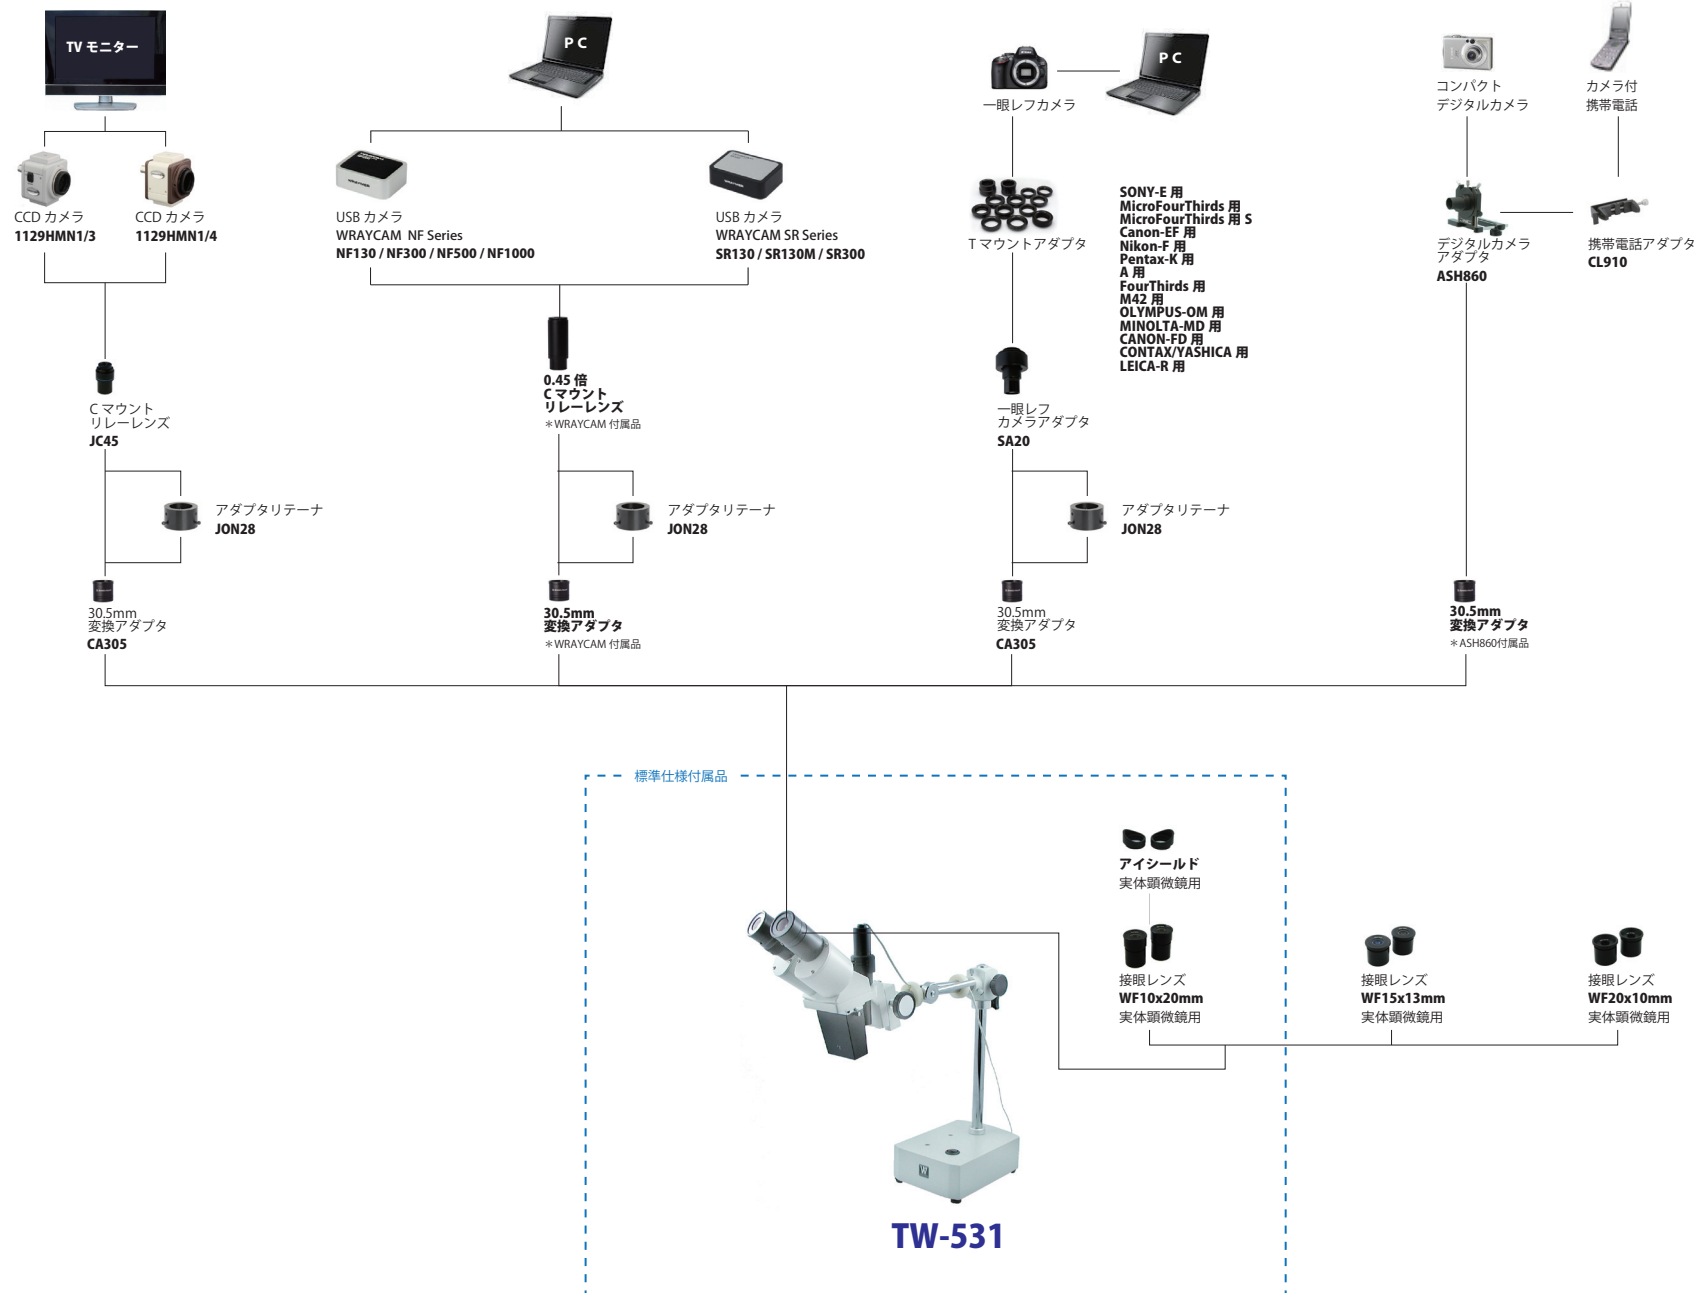 TV モニター
P C
P C
一眼レフカメラ
コンパクト
デジタルカメラ
カメラ付
携帯電話
CCD カメラ
1129HMN1/3
CCD カメラ
1129HMN1/4
USB カメラ
WRAYCAM NF Series
NF130 / NF300 / NF500 / NF1000
USB カメラ
WRAYCAM SR Series
SR130 / SR130M / SR300
T マウントアダプタ
SONY-E 用
MicroFourThirds 用
MicroFourThirds 用 S
Canon-EF 用
Nikon-F 用
Pentax-K 用
A 用
FourThirds 用
M42 用
OLYMPUS-OM 用
MINOLTA-MD 用
CANON-FD 用
CONTAX/YASHICA 用
LEICA-R 用
デジタルカメラ
アダプタ
ASH860
携帯電話アダプタ
CL910
C マウント
リレーレンズ
JC45
0.45 倍
C マウント
リレーレンズ
＊WRAYCAM 付属品
一眼レフ
カメラアダプタ
SA20
アダプタリテーナ
JON28
アダプタリテーナ
JON28
アダプタリテーナ
JON28
30.5mm
変換アダプタ
CA305
30.5mm
変換アダプタ
＊WRAYCAM 付属品
30.5mm
変換アダプタ
CA305
30.5mm
変換アダプタ
＊ASH860付属品
標準仕様付属品
アイシールド
実体顕微鏡用
接眼レンズ
WF10x20mm
実体顕微鏡用
接眼レンズ
WF15x13mm
実体顕微鏡用
接眼レンズ
WF20x10mm
実体顕微鏡用
W
TW-531